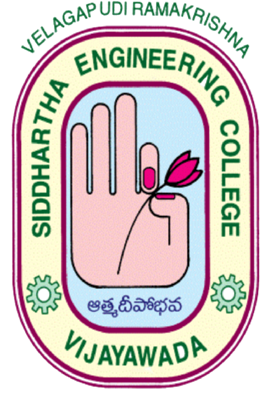 VELAGAPUDI RAMAKRISHNA
SIDDHARTHA ENGINEERING COLLEGE
ఆత్మదీపోభవ
VIJAYAWADA